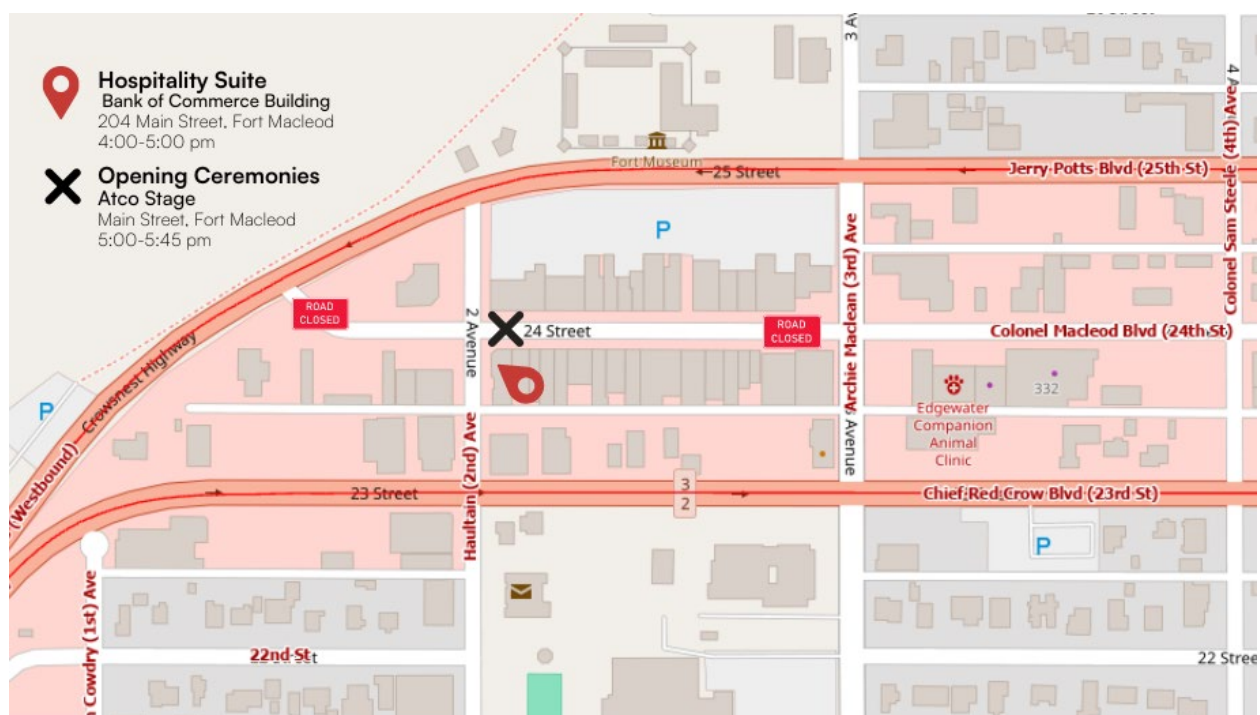 Hospitality Suite
Bank of Commerce Building
204 Main Street, Fort Macleod
4:00-5:00 pm
Opening Ceremonies
Atco Stage
Main Street, Fort Macleod
5:00-5:45 pm
3 Av
4 A
Fort Museum
25 Street
Jerry Potts Blvd (25th St)
Colonel Sam Steele (4th) Ave
P
Archie Maclean (3rd) Ave
ROAD
CLOSED
2 Avenue
24 Street
ROAD
CLOSED
Colonel Macleod Blvd (24th St)
Crowsnest Highway
P
332
Edgewater
Companion
Animal
Clinic
Avenue
(Westbound)
Haultain (2nd) Ave
23 Street
3
2
Chief Red Crow Blvd (23rd St)
P
Cowdry (1st) Ave
22nd St
22 Stree